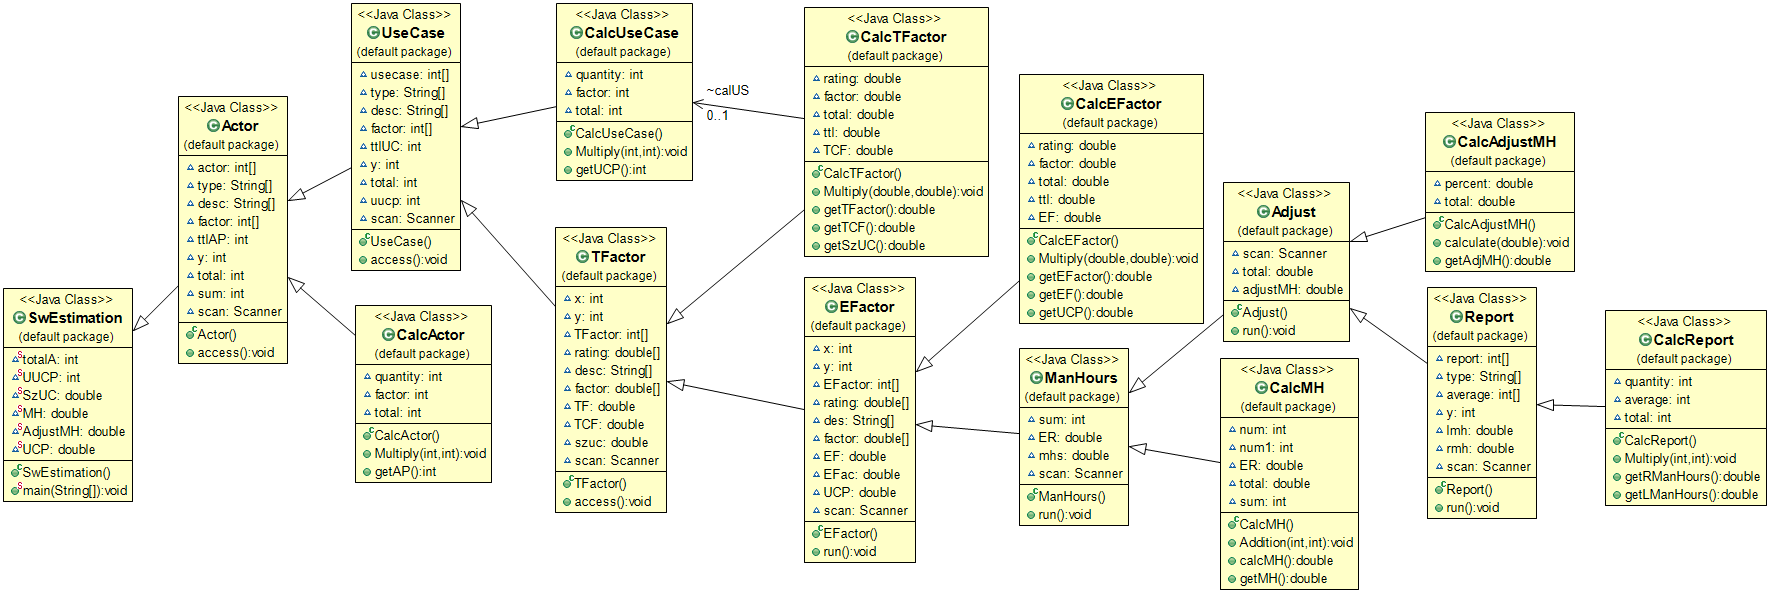 <<Java Class>>
SwEstimation
(default package)
totalA: int
UUCP: int
SzUC: double
MH: double
AdjustMH: double
UCP: double
SwEstimation()
main(String[]):void
<<Java Class>>
Actor
(default package)
actor: int[]
type: String[]
desc: String[]
factor: int[]
ttlAP: int
y: int
total: int
sum: int
scan: Scanner
Actor()
access():void
<<Java Class>>
UseCase
(default package)
usecase: int[]
type: String[]
desc: String[]
factor: int[]
ttlUC: int
y: int
total: int
uucp: int
scan: Scanner
UseCase()
access():void
<<Java Class>>
CalcActor
(default package)
quantity: int
factor: int
total: int
CalcActor()
Multiply(int,int):void
getAP():int
<<Java Class>>
CalcUseCase
(default package)
quantity: int
factor: int
total: int
CalcUseCase()
Multiply(int,int):void
getUCP():int
~calUS
0..1
<<Java Class>>
TFactor
(default package)
x: int
y: int
TFactor: int[]
rating: double[]
desc: String[]
factor: double[]
TF: double
TCF: double
szuc: double
scan: Scanner
TFactor()
access():void
<<Java Class>>
CalcTFactor
(default package)
rating: double
factor: double
total: double
ttl: double
TCF: double
CalcTFactor()
Multiply(double,double):void
getTFactor():double
getTCF():double
getSzUC():double
<<Java Class>>
EFactor
(default package)
x: int
y: int
EFactor: int[]
rating: double[]
des: String[]
factor: double[]
EF: double
EFac: double
UCP: double
scan: Scanner
EFactor()
run():void
<<Java Class>>
CalcEFactor
(default package)
rating: double
factor: double
total: double
ttl: double
EF: double
CalcEFactor()
Multiply(double,double):void
getEFactor():double
getEF():double
getUCP():double
<<Java Class>>
ManHours
(default package)
sum: int
ER: double
mhs: double
scan: Scanner
ManHours()
run():void
<<Java Class>>
Adjust
(default package)
scan: Scanner
total: double
adjustMH: double
Adjust()
run():void
<<Java Class>>
CalcMH
(default package)
num: int
num1: int
ER: double
total: double
sum: int
CalcMH()
Addition(int,int):void
calcMH():double
getMH():double
<<Java Class>>
CalcAdjustMH
(default package)
percent: double
total: double
CalcAdjustMH()
calculate(double):void
getAdjMH():double
<<Java Class>>
Report
(default package)
report: int[]
type: String[]
average: int[]
y: int
lmh: double
rmh: double
scan: Scanner
Report()
run():void
<<Java Class>>
CalcReport
(default package)
quantity: int
average: int
total: int
CalcReport()
Multiply(int,int):void
getRManHours():double
getLManHours():double